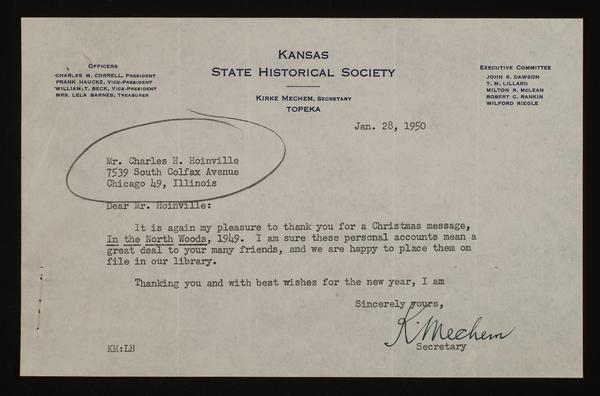 KANSAS
STATE HISTORICAL SOCIETY
KIRKE MECHEM, SECRETARY
TOPEKA
OFFICERS
CHARLES M. CORRELL, PRESIDENT
FRANK HAUCKE, VICE-PRESIDENT
WILLIAM T. BECK, VICE-PRESIDENT
MRS. LELA BARNES, TREASURER
EXECUTIVE COMMITTEE
JOHN S. DAWSON
T. M. LILLARD
MILTON R. McLEAN
ROBERT C. RANKIN
WILFORD RIEGLE
Jan. 28, 1950
Mr. Charles H. Hoinville
7539 South Colfax Avenue
Chicago 49, Illinois
Dear Mr. Hoinville:
It is again my pleasure to thank you for a Christmas message,
In the North Woods, 1949. I am sure these personal accounts mean a
great deal to your many friends, and we are happy to place them on
file in our library.
Thanking you and with best wishes for the new year, I am
Sincerely yours,
K. Mechem
Secretary
KM:LB